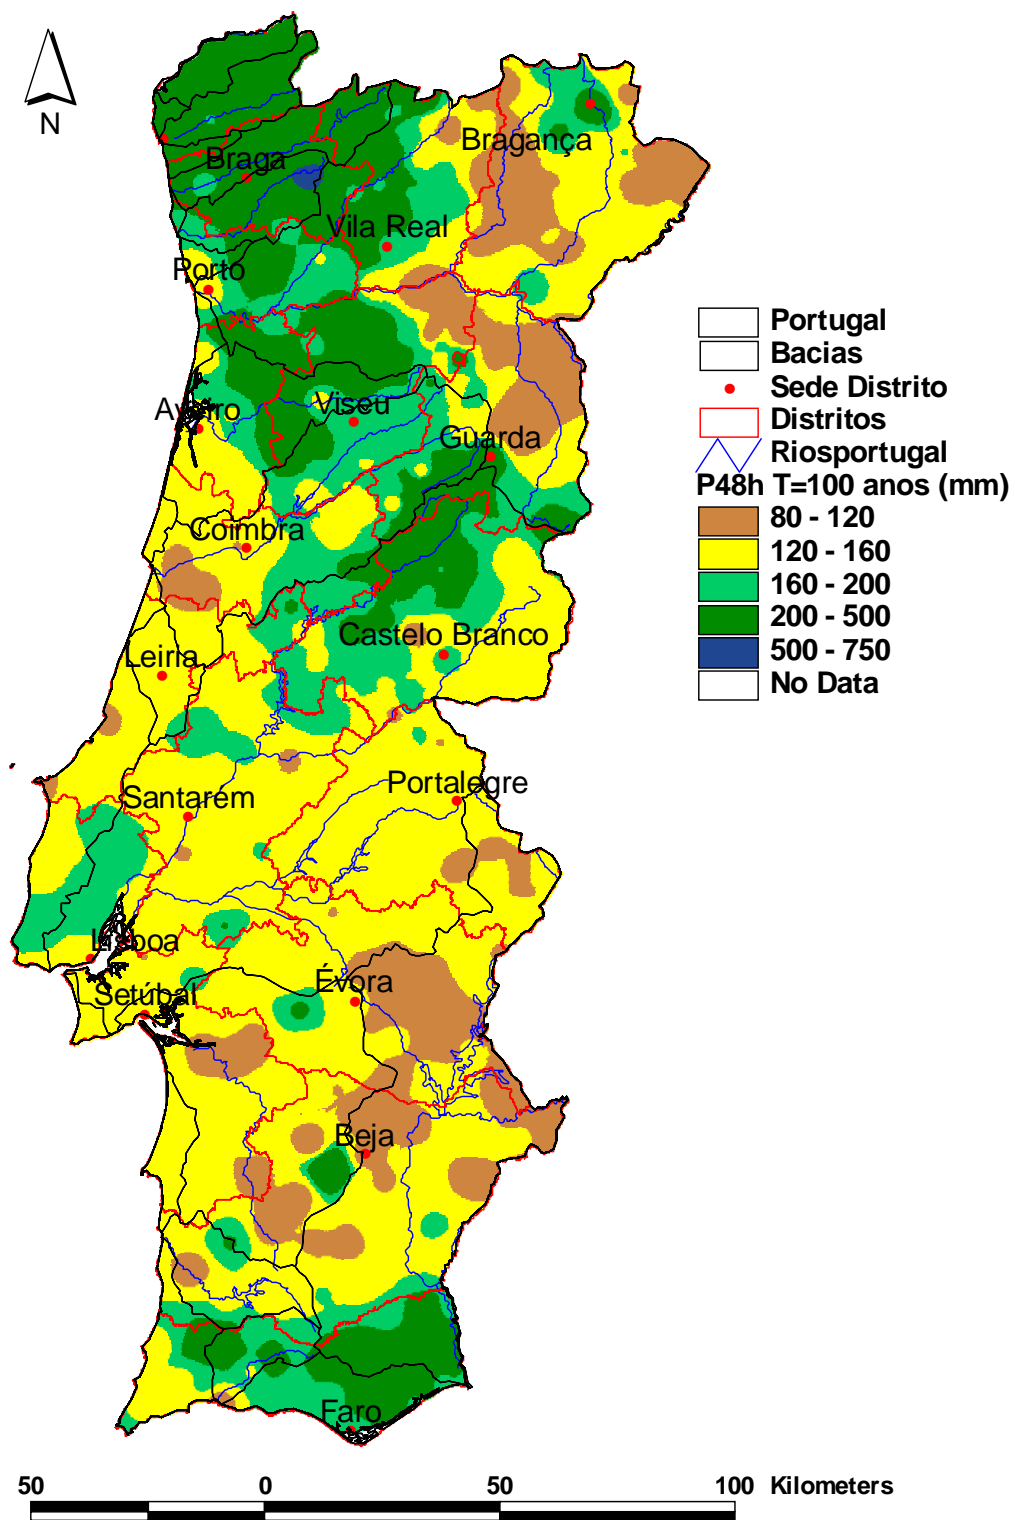 N
Bragança
Braga
Vila Real
Porto
Aveiro
Viseu
Guarda
Coimbra
Castelo Branco
Leiria
Portalegre
Santarém
Lisboa
Setúbal
Évora
Beja
Faro
Portugal
Bacias
Sede Distrito
Distritos
Riosportugal
P48h T=100 anos (mm)
80 - 120
120 - 160
160 - 200
200 - 500
500 - 750
No Data
50 0 50 100 Kilometers